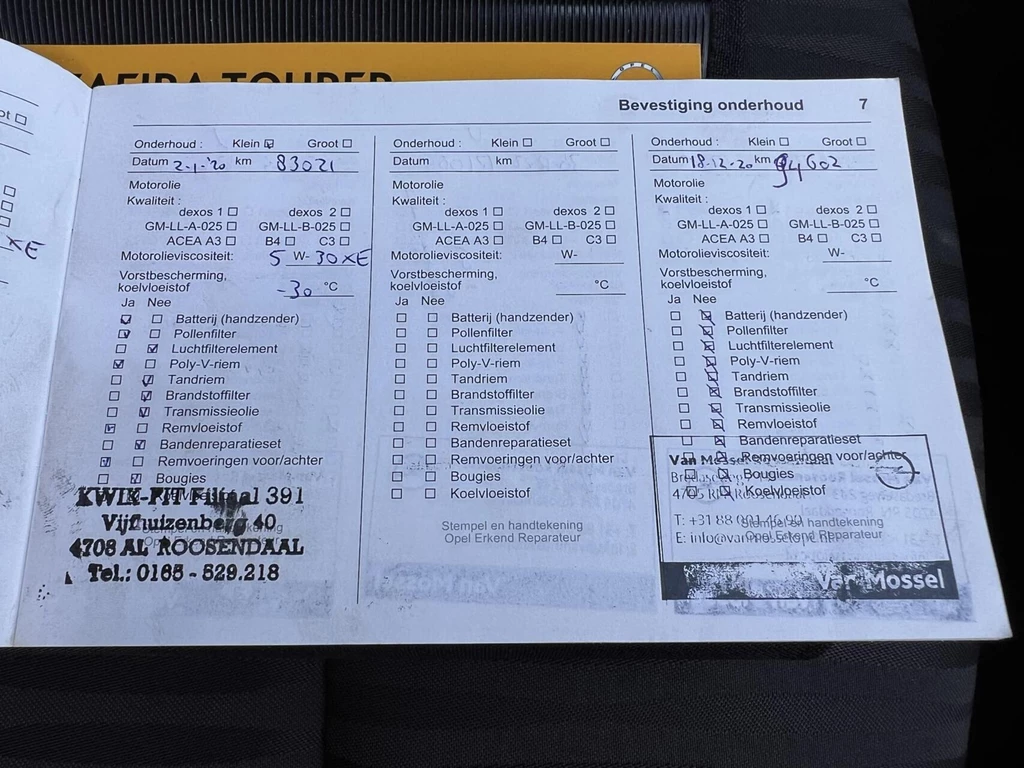 ZAFIRA TOURER
OPEL
ot
XE
Bevestiging onderhoud 7
Onderhoud : Klein Groot
Datum 2-1-'20 km 83021
Motorolie
Kwaliteit :
dexos 1 dexos 2
GM-LL-A-025 GM-LL-B-025
ACEA A3 B4 C3
Motorolieviscositeit: 5 W- 30 XE
Vorstbescherming,
koelvloeistof -30 °C
Ja Nee
Batterij (handzender)
Pollenfilter
Luchtfilterelement
Poly-V-riem
Tandriem
Brandstoffilter
Transmissieolie
Remvloeistof
Bandenreparatieset
Remvoeringen voor/achter
Bougies
KWIK-FIT Filiaal 391
Vijfhuizenberg 40
4708 AL ROOSENDAAL
Tel.: 0165 - 529.218
Onderhoud : Klein Groot
Datum km
Motorolie
Kwaliteit :
dexos 1 dexos 2
GM-LL-A-025 GM-LL-B-025
ACEA A3 B4 C3
Motorolieviscositeit: W-
Vorstbescherming,
koelvloeistof °C
Ja Nee
Batterij (handzender)
Pollenfilter
Luchtfilterelement
Poly-V-riem
Tandriem
Brandstoffilter
Transmissieolie
Remvloeistof
Bandenreparatieset
Remvoeringen voor/achter
Bougies
Koelvloeistof
Stempel en handtekening
Opel Erkend Reparateur
Onderhoud : Klein Groot
Datum 18-12-20 km 94602
Motorolie
Kwaliteit :
dexos 1 dexos 2
GM-LL-A-025 GM-LL-B-025
ACEA A3 B4 C3
Motorolieviscositeit: W-
Vorstbescherming,
koelvloeistof °C
Ja Nee
Batterij (handzender)
Pollenfilter
Luchtfilterelement
Poly-V-riem
Tandriem
Brandstoffilter
Transmissieolie
Remvloeistof
Bandenreparatieset
Remvoeringen voor/achter
Bougies
Koelvloeistof
Stempel en handtekening
Opel Erkend Reparateur
Van Mossel
T: +31 88 001
E: info@vanmossel
Van Mossel